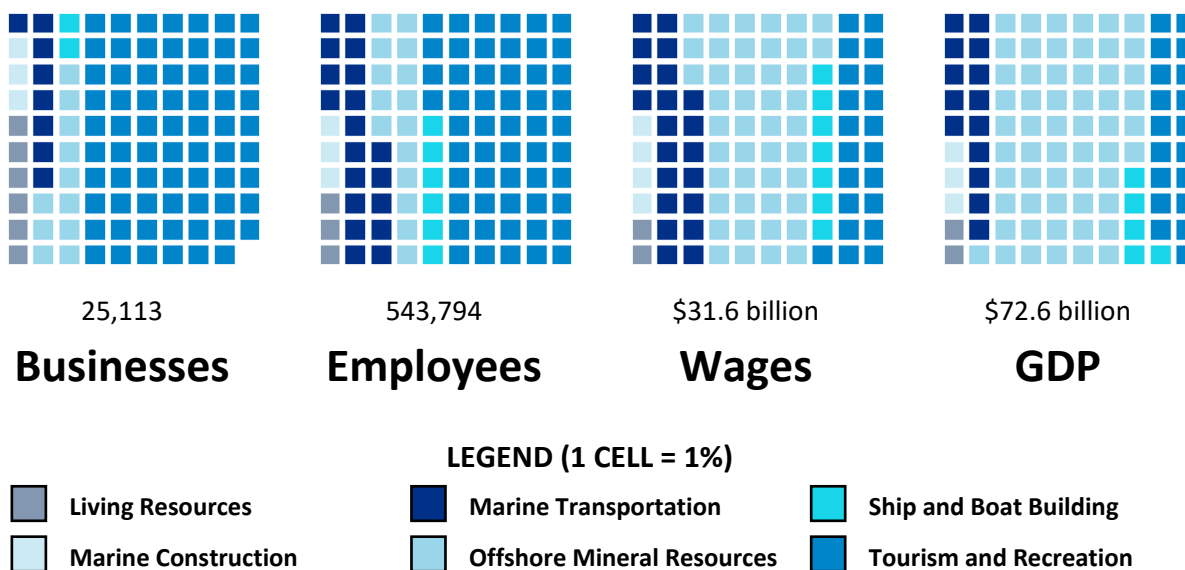 25,113 543,794 $31.6 billion $72.6 billion
Businesses Employees Wages GDP
LEGEND (1 CELL = 1%)
Living Resources Marine Transportation Ship and Boat Building
Marine Construction Offshore Mineral Resources Tourism and Recreation